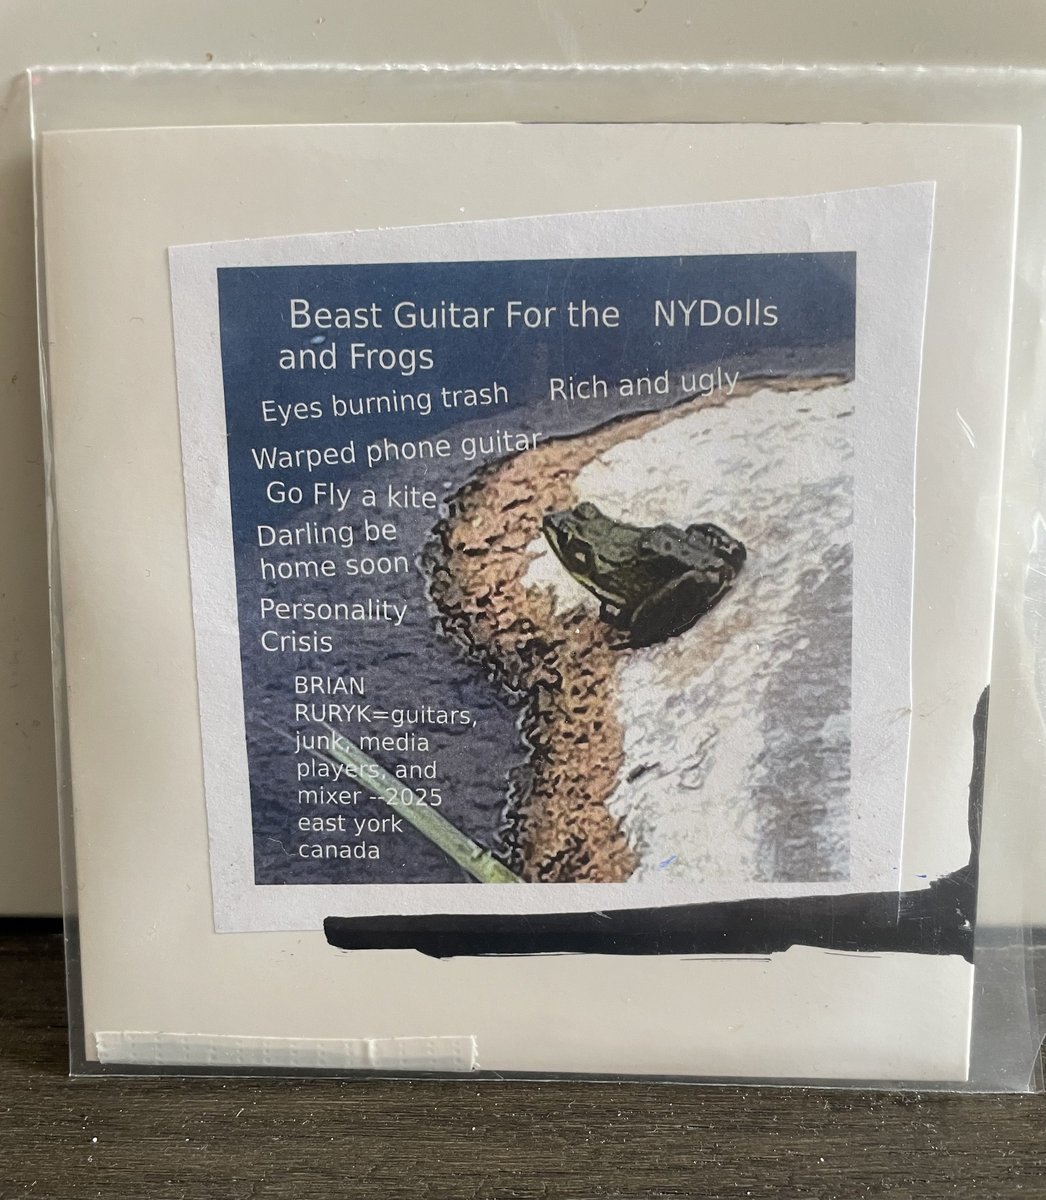 Beast Guitar For the NYDolls
and Frogs
Eyes burning trash
Rich and ugly
Warped phone guitar
Go Fly a kite
Darling be
home soon
Personality
Crisis
BRIAN
RURYK=guitars,
junk, media
players, and
mixer --2025
east york
canada